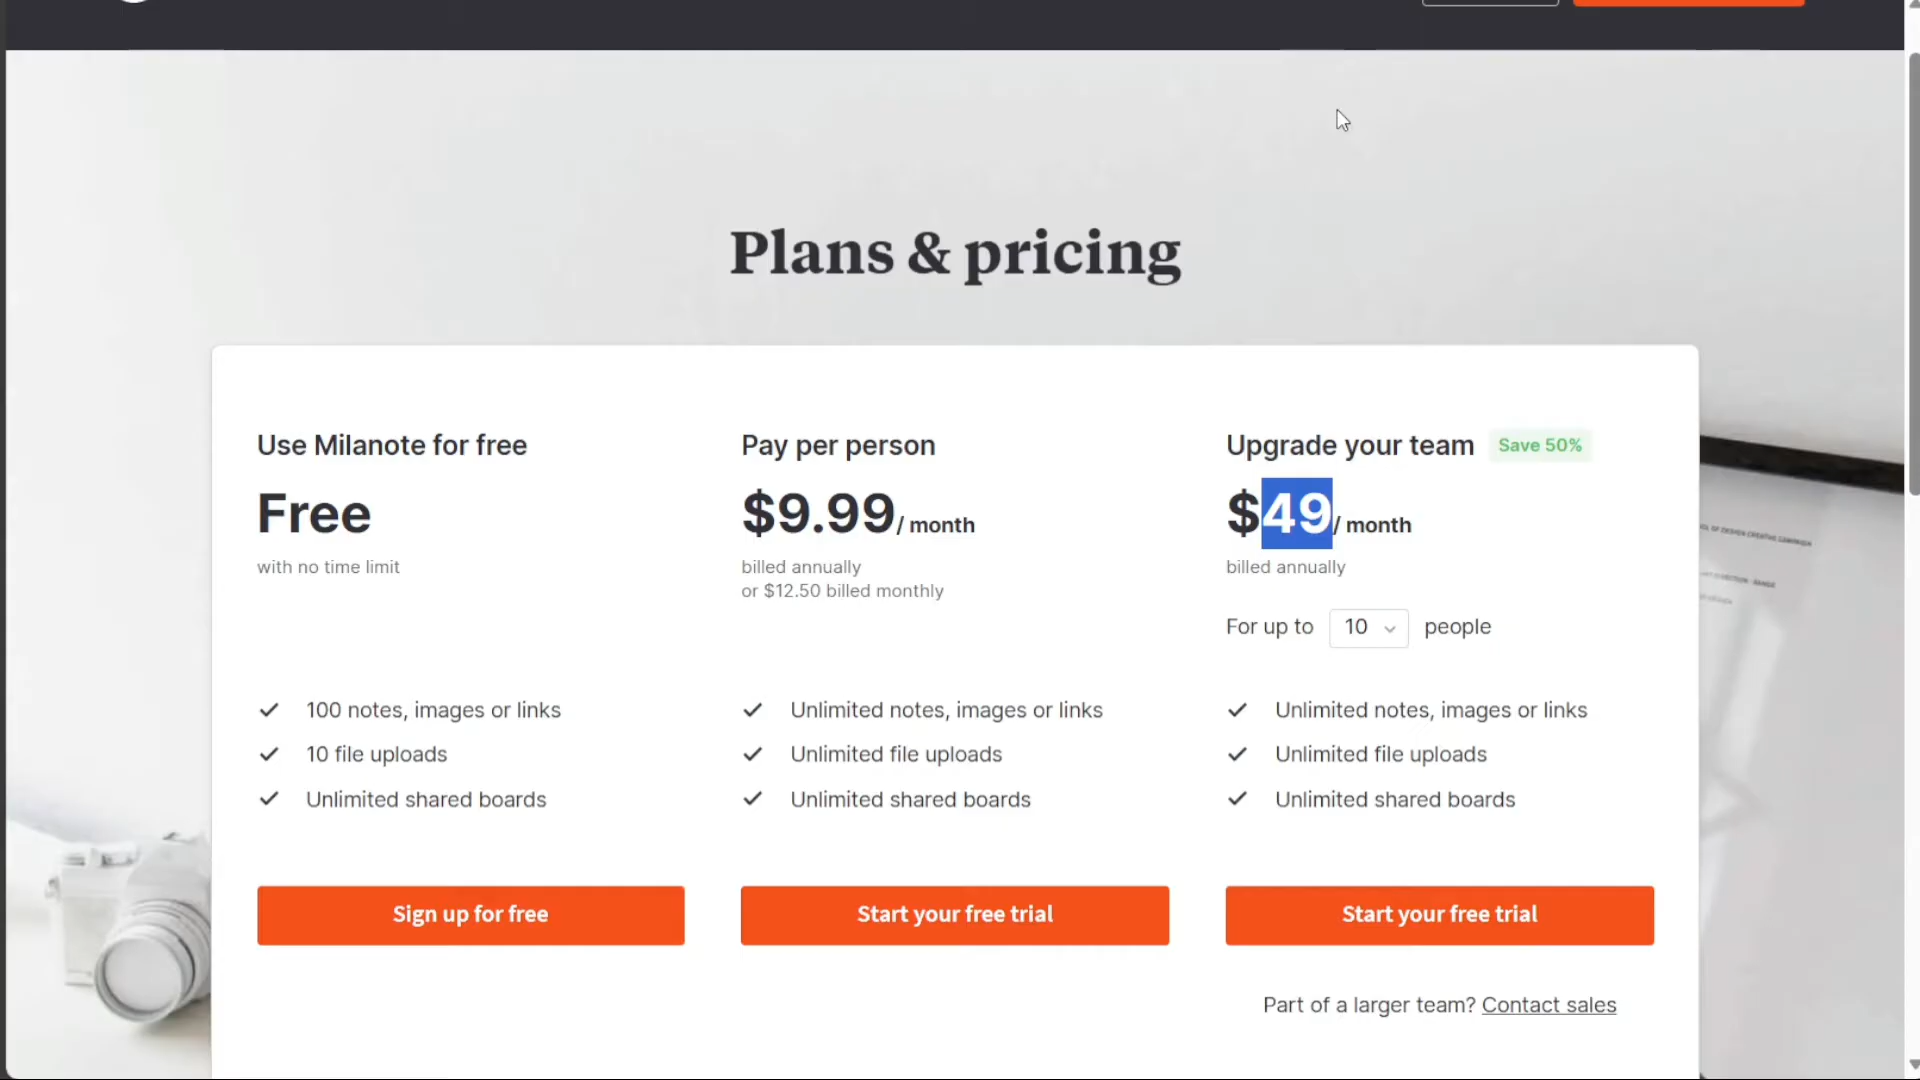 Plans & pricing
Use Milanote for free
Free
with no time limit
100 notes, images or links
10 file uploads
Unlimited shared boards
Sign up for free
Pay per person
$9.99/ month
billed annually
or $12.50 billed monthly
Unlimited notes, images or links
Unlimited file uploads
Unlimited shared boards
Start your free trial
Upgrade your team Save 50%
$49/ month
billed annually
For up to 10 people
Unlimited notes, images or links
Unlimited file uploads
Unlimited shared boards
Start your free trial
Part of a larger team? Contact sales